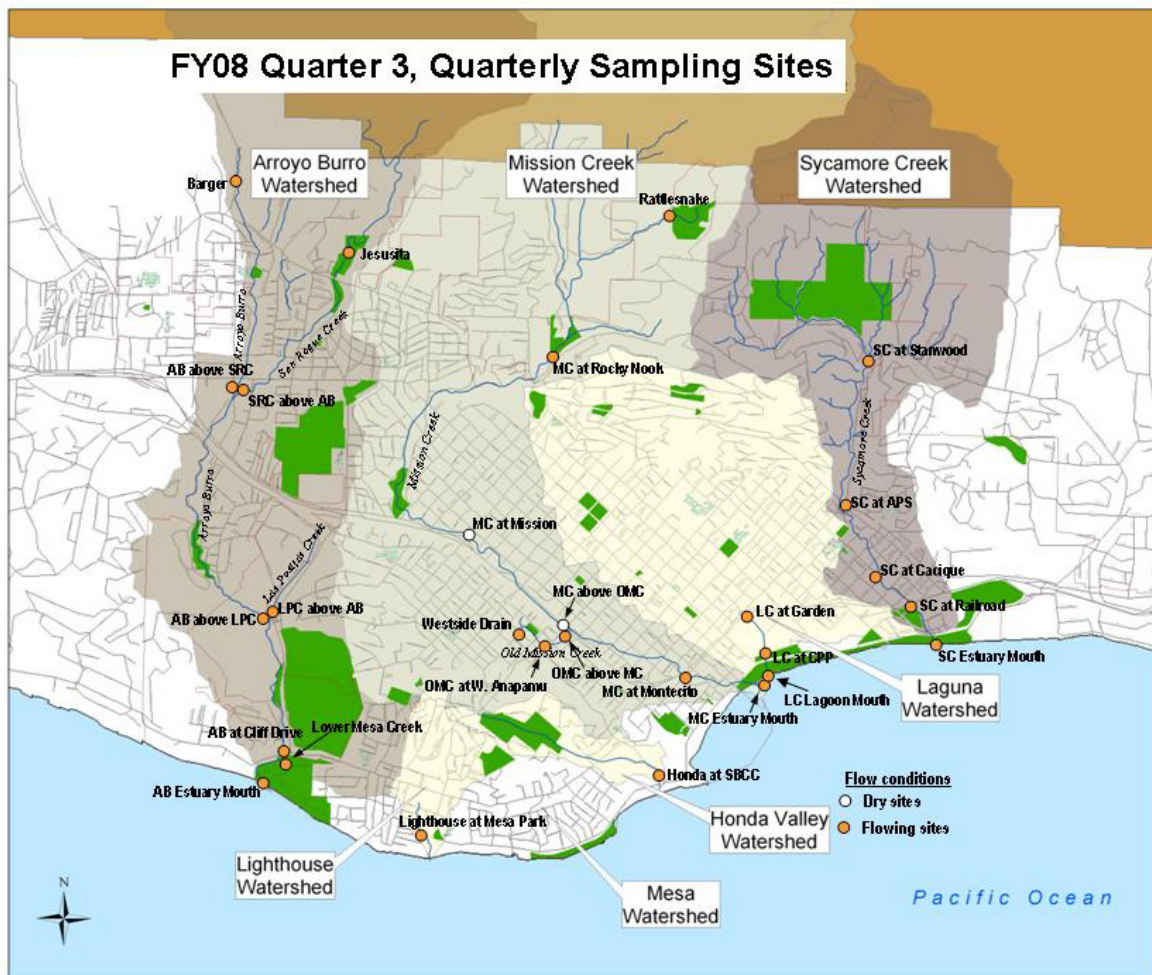 FY08 Quarter 3, Quarterly Sampling Sites
Arroyo Burro
Watershed
Mission Creek
Watershed
Sycamore Creek
Watershed
Barger
Rattlesnake
Jesusita
Arroyo Burro
San Roque Creek
AB above SRC
SRC above AB
MC at Rocky Nook
SC at Stanwood
Mission Creek
Sycamore Creek
Arroyo Burro
SC at APS
MC at Mission
Las Positas Creek
SC at Cacique
MC above OMC
LPC above AB
AB above LPC
Westside Drain
LC at Garden
SC at Railroad
Old Mission Creek
OMC above MC
LC at CPP
SC Estuary Mouth
OMC at W. Anapamu
MC at Montecito
LC Lagoon Mouth
MC Estuary Mouth
Laguna
Watershed
AB at Cliff Drive
Lower Mesa Creek
AB Estuary Mouth
Honda at SBCC
Flow conditions
Dry sites
Flowing sites
Lighthouse at Mesa Park
Honda Valley
Watershed
Lighthouse
Watershed
Mesa
Watershed
N
Pacific Ocean